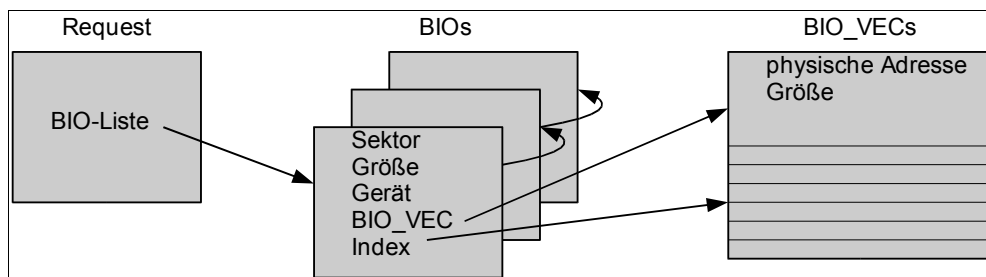 Request
BIOs
BIO_VECs
BIO-Liste
Sektor
Größe
Gerät
BIO_VEC
Index
physische Adresse
Größe